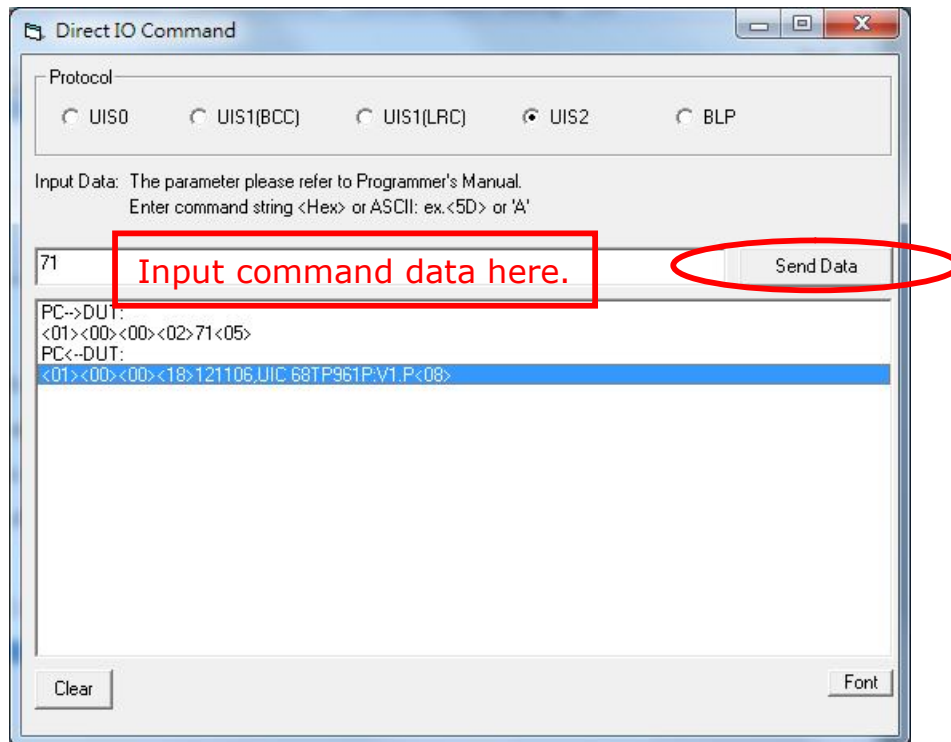 Direct IO Command
Protocol
UIS0 UIS1(BCC) UIS1(LRC) UIS2 BLP
Input Data: The parameter please refer to Programmer's Manual.
Enter command string <Hex> or ASCII: ex.<5D> or 'A'
71 Input command data here. Send Data
PC-->DUT:
<01><00><00><02>71<05>
PC<--DUT:
<01><00><00><18>121106,UIC 68TP961P:V1.P<08>
Clear Font